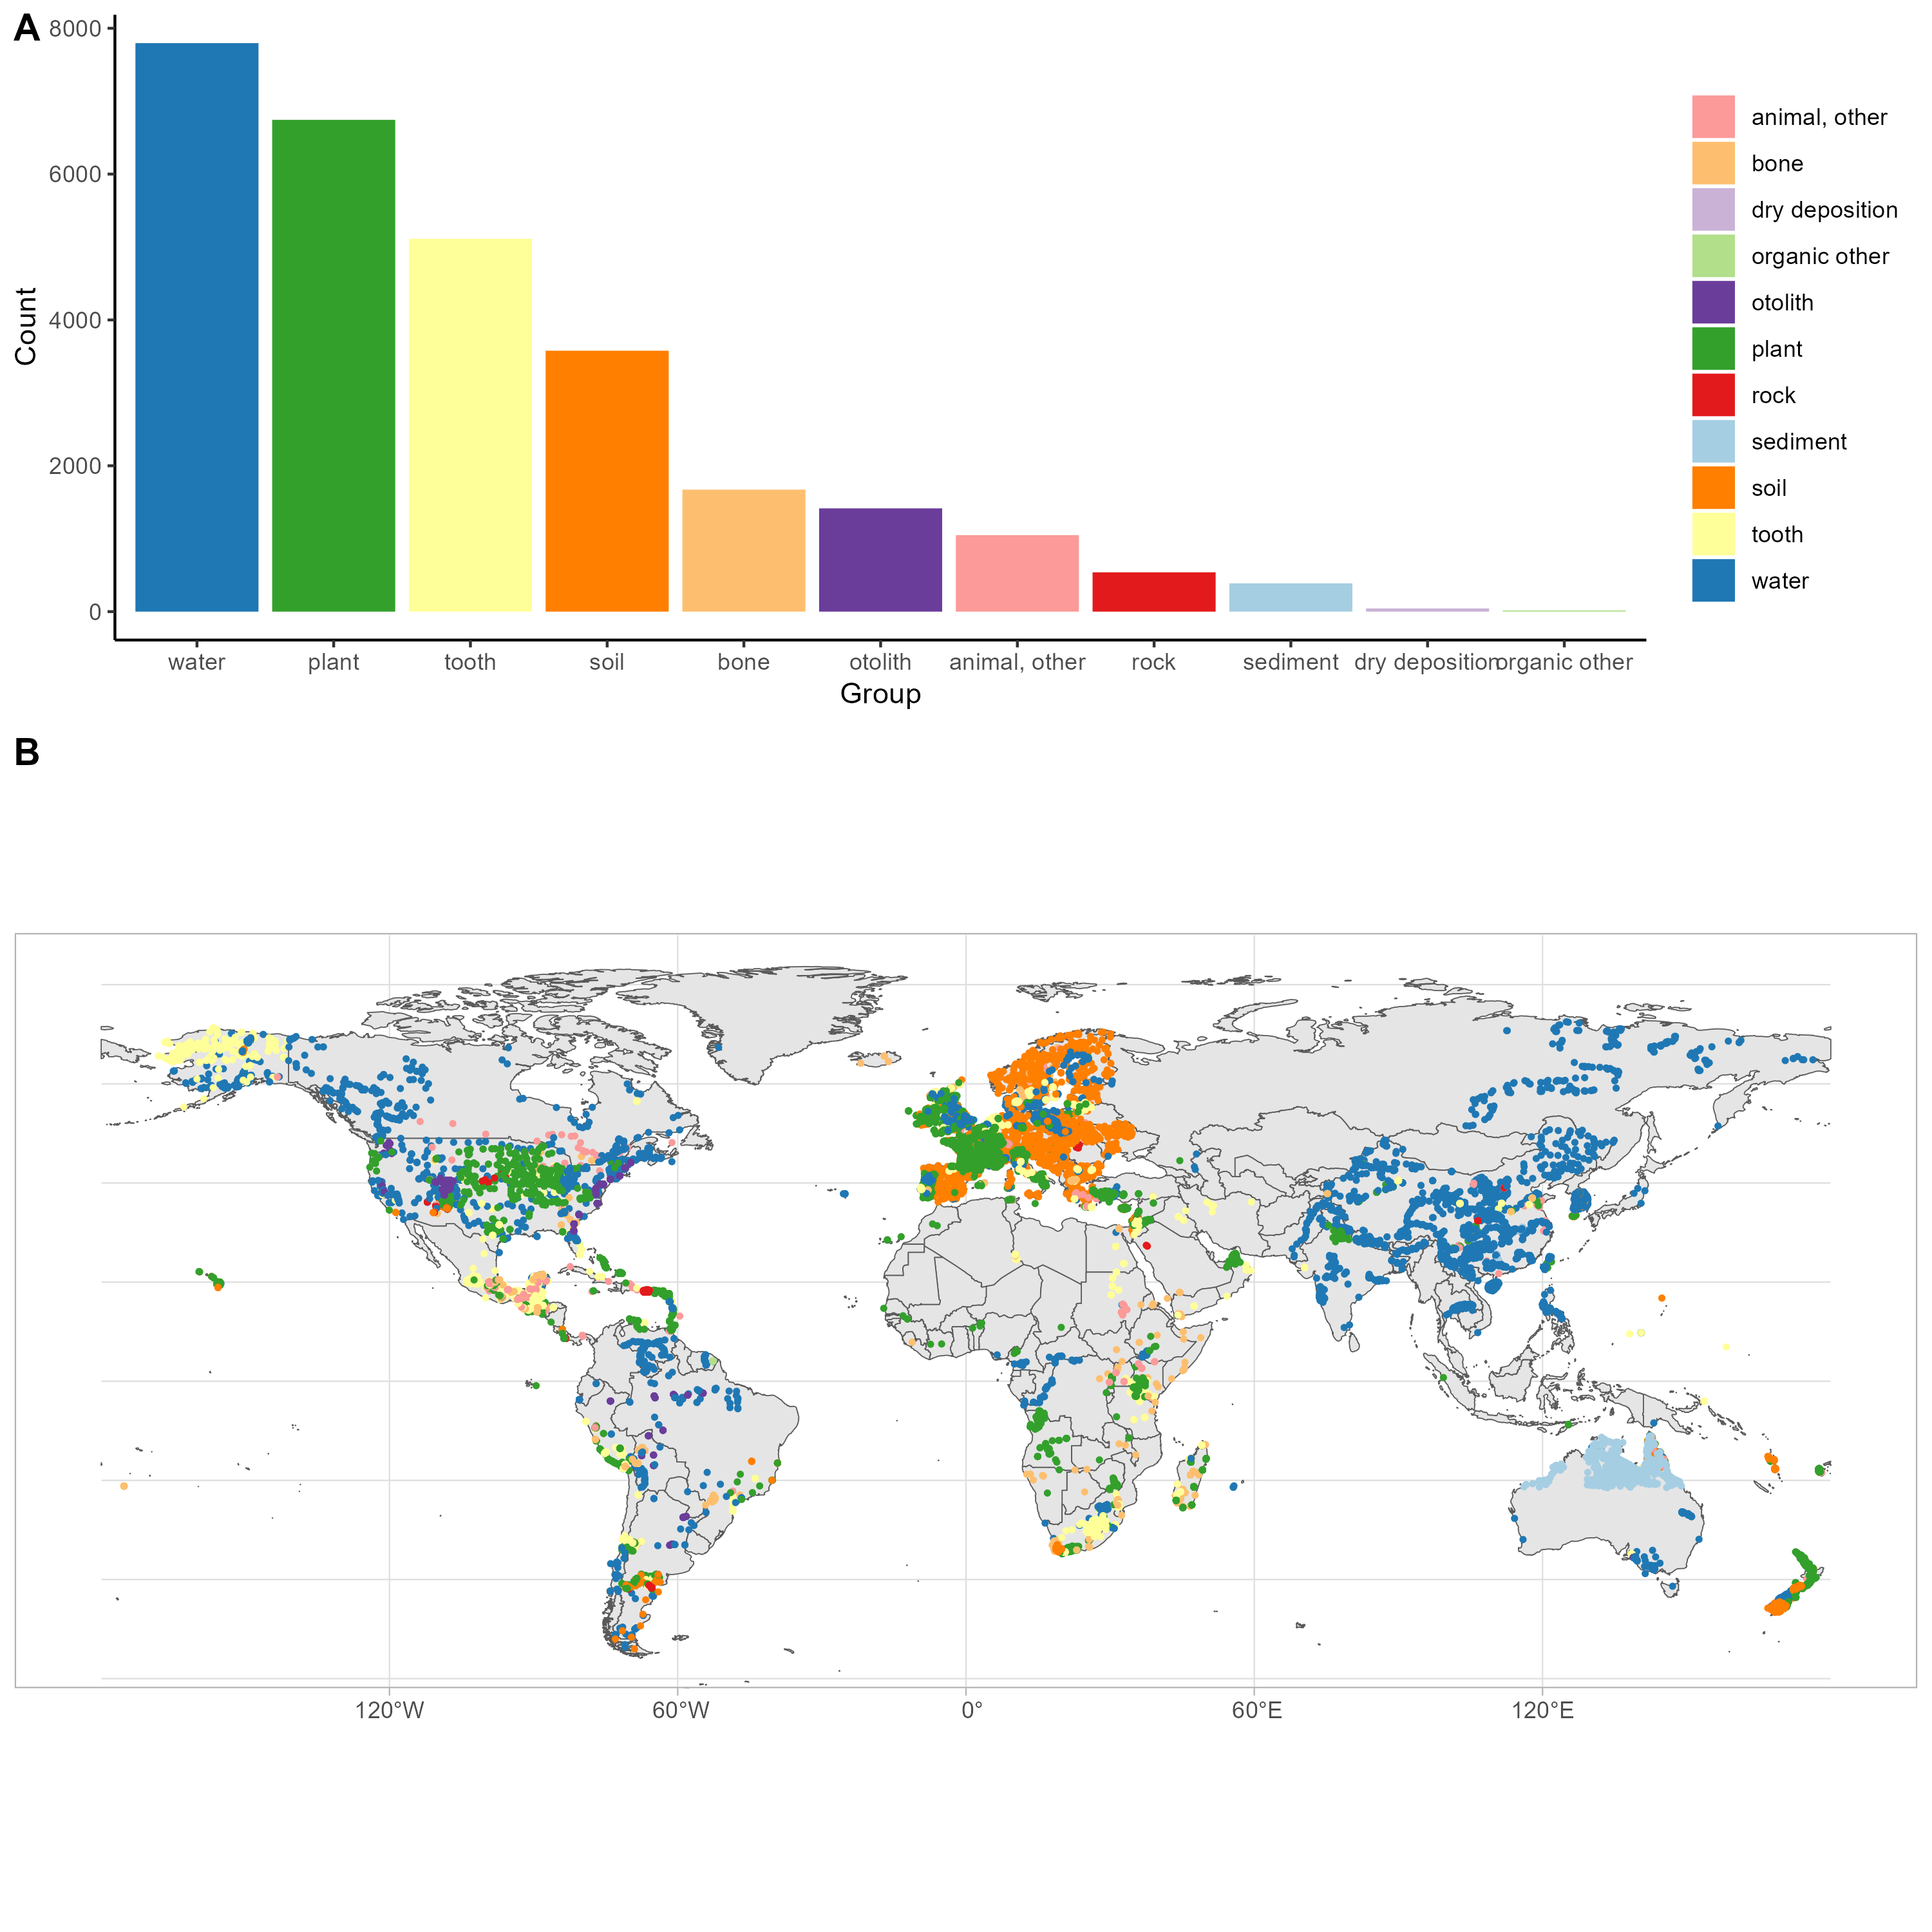 A
8000
6000
4000
2000
0
Count
water plant tooth soil bone otolith animal, other rock sediment dry deposition organic other
Group
animal, other
bone
dry deposition
organic other
otolith
plant
rock
sediment
soil
tooth
water
B
120°W 60°W 0° 60°E 120°E